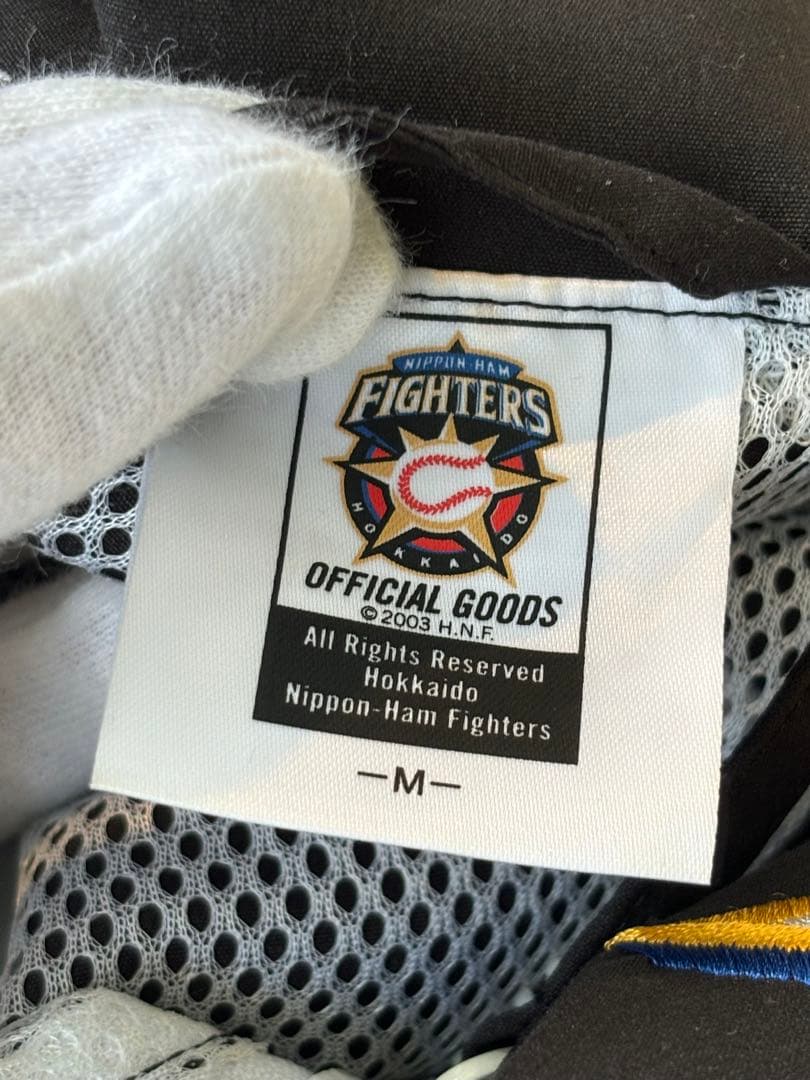 NIPPON-HAM
FIGHTERS
HOKKAIDO
OFFICIAL GOODS
©2003 H.N.F.
All Rights Reserved
Hokkaido
Nippon-Ham Fighters
—M—